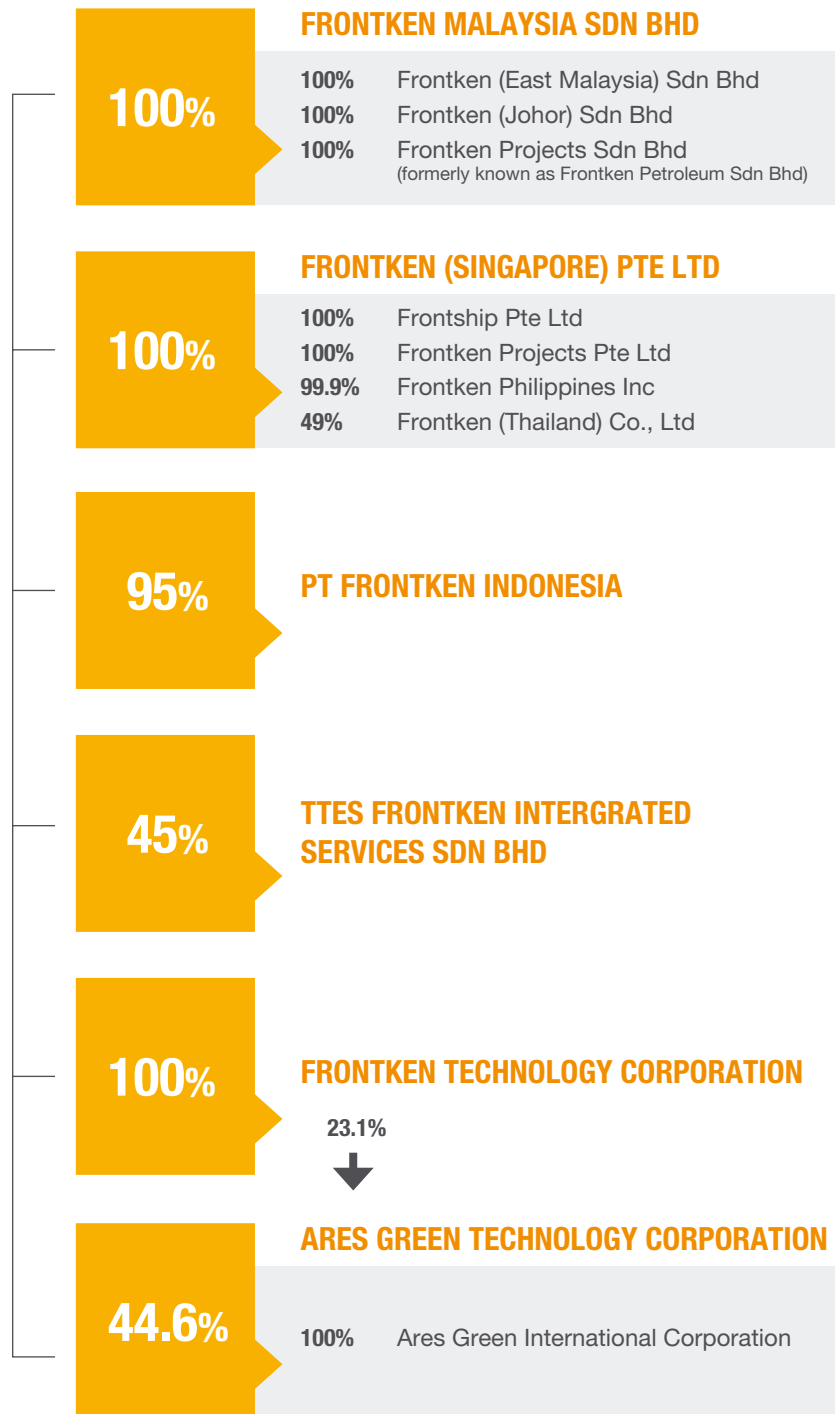 FRONTKEN MALAYSIA SDN BHD
100%
100% Frontken (East Malaysia) Sdn Bhd
100% Frontken (Johor) Sdn Bhd
100% Frontken Projects Sdn Bhd
(formerly known as Frontken Petroleum Sdn Bhd)
FRONTKEN (SINGAPORE) PTE LTD
100%
100% Frontship Pte Ltd
100% Frontken Projects Pte Ltd
99.9% Frontken Philippines Inc
49% Frontken (Thailand) Co., Ltd
95%
PT FRONTKEN INDONESIA
45%
TTES FRONTKEN INTERGRATED
SERVICES SDN BHD
100%
FRONTKEN TECHNOLOGY CORPORATION
23.1%
ARES GREEN TECHNOLOGY CORPORATION
44.6%
100% Ares Green International Corporation